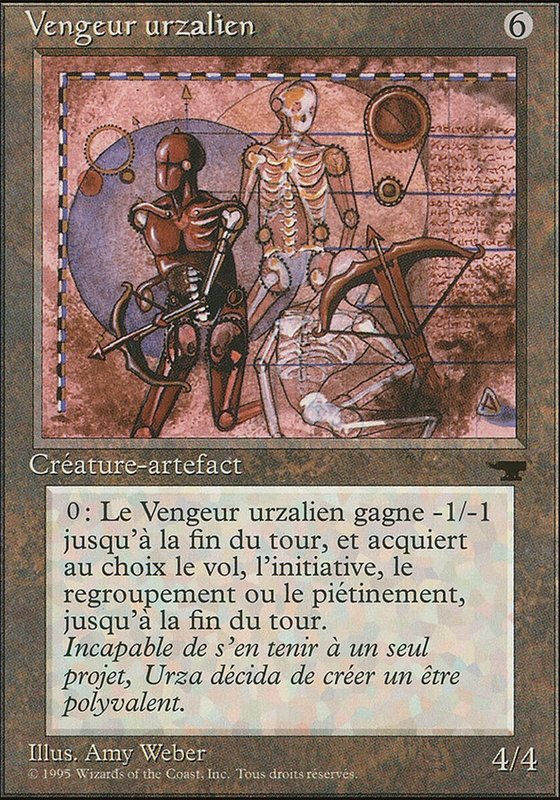 Vengeur urzalien 6
Créature-artefact
0: Le Vengeur urzalien gagne -1/-1
jusqu'à la fin du tour, et acquiert
au choix le vol, l'initiative, le
regroupement ou le piétinement,
jusqu'à la fin du tour.
Incapable de s'en tenir à un seul
projet, Urza décida de créer un être
polyvalent.
Illus. Amy Weber
4/4
© 1995 Wizards of the Coast, Inc. Tous droits reservés.